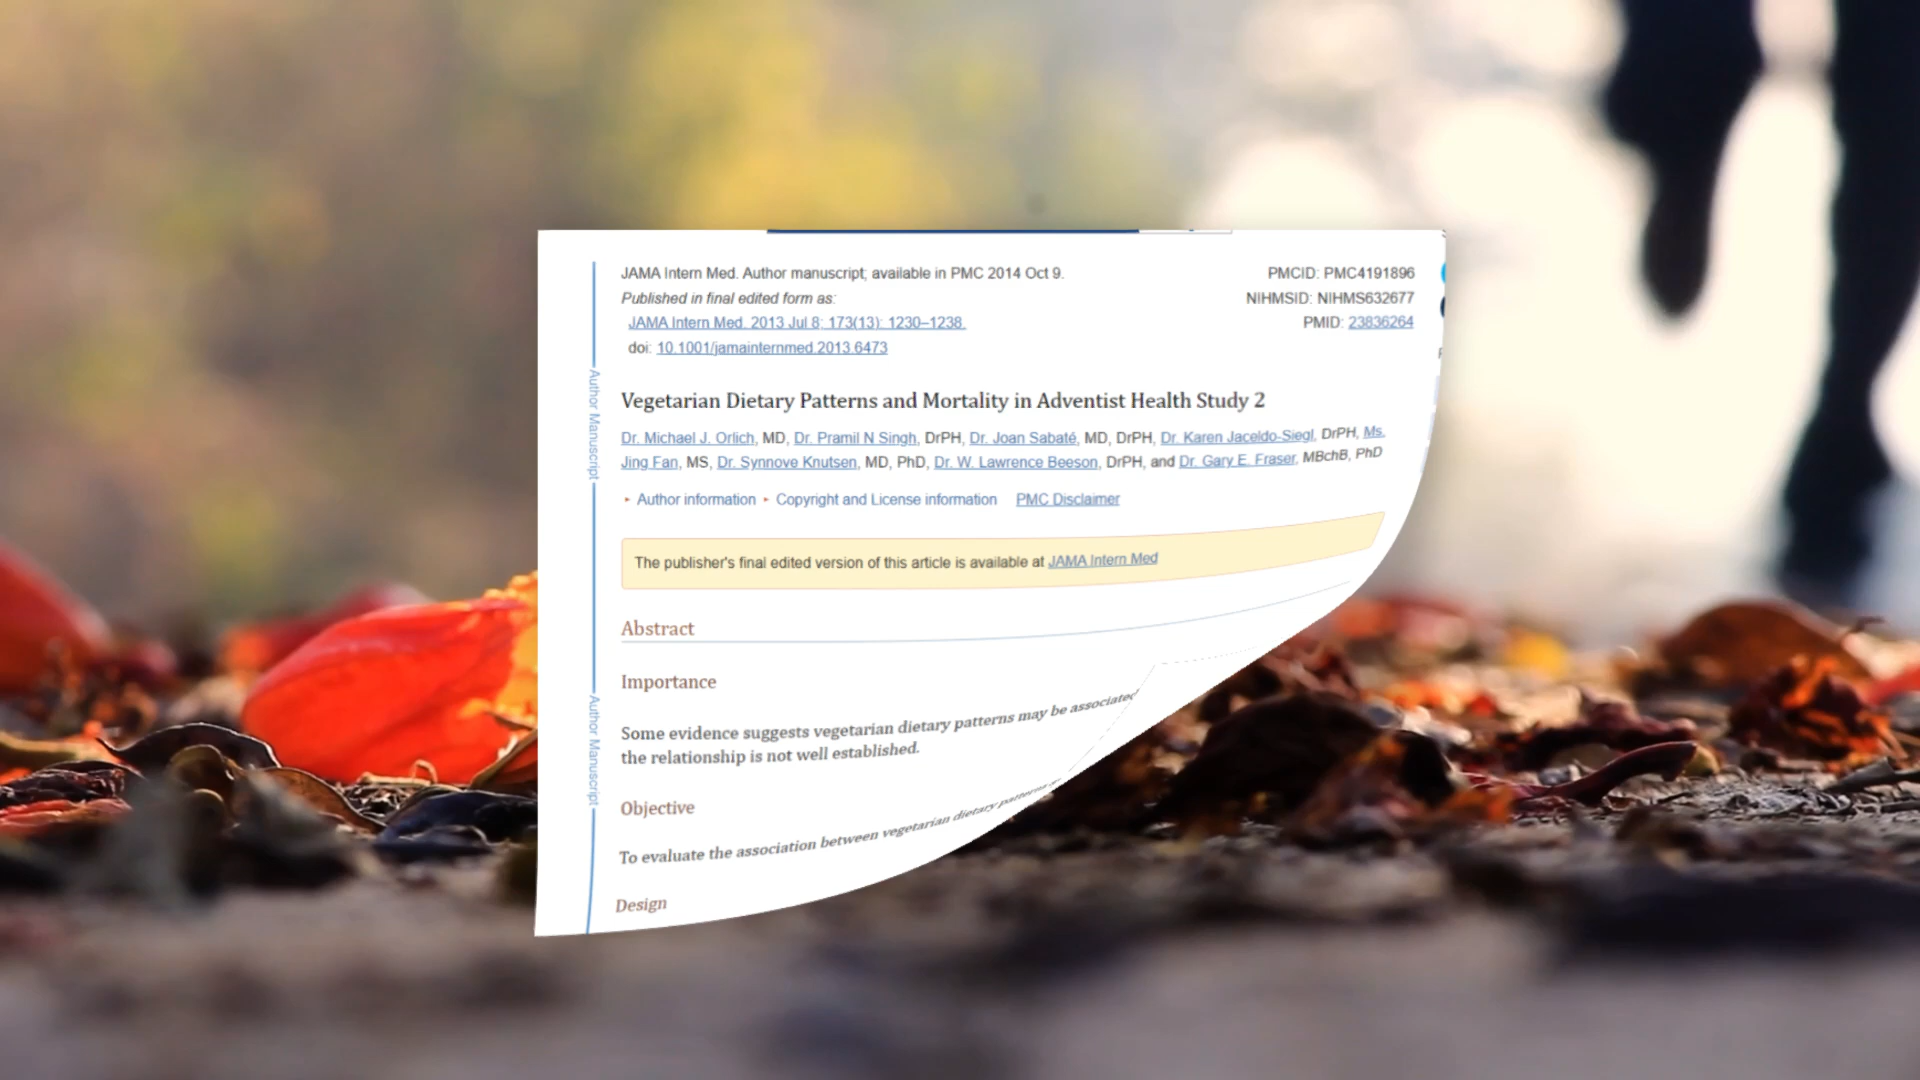 JAMA Intern Med. Author manuscript; available in PMC 2014 Oct 9.
Published in final edited form as:
JAMA Intern Med. 2013 Jul 8; 173(13): 1230–1238.
doi: 10.1001/jamainternmed.2013.6473
PMCID: PMC4191896
NIHMSID: NIHMS632677
PMID: 23836264
Author Manuscript
Author Manuscript
Vegetarian Dietary Patterns and Mortality in Adventist Health Study 2
Dr. Michael J. Orlich, MD, Dr. Pramil N Singh, DrPH, Dr. Joan Sabaté, MD, DrPH, Dr. Karen Jaceldo-Siegl, DrPH, Ms.
Jing Fan, MS, Dr. Synnove Knutsen, MD, PhD, Dr. W. Lawrence Beeson, DrPH, and Dr. Gary E. Fraser, MBchB, PhD
Author information Copyright and License information PMC Disclaimer
The publisher's final edited version of this article is available at JAMA Intern Med
Abstract
Importance
Some evidence suggests vegetarian dietary patterns may be associated
the relationship is not well established.
Objective
To evaluate the association between vegetarian dietary patterns
Design